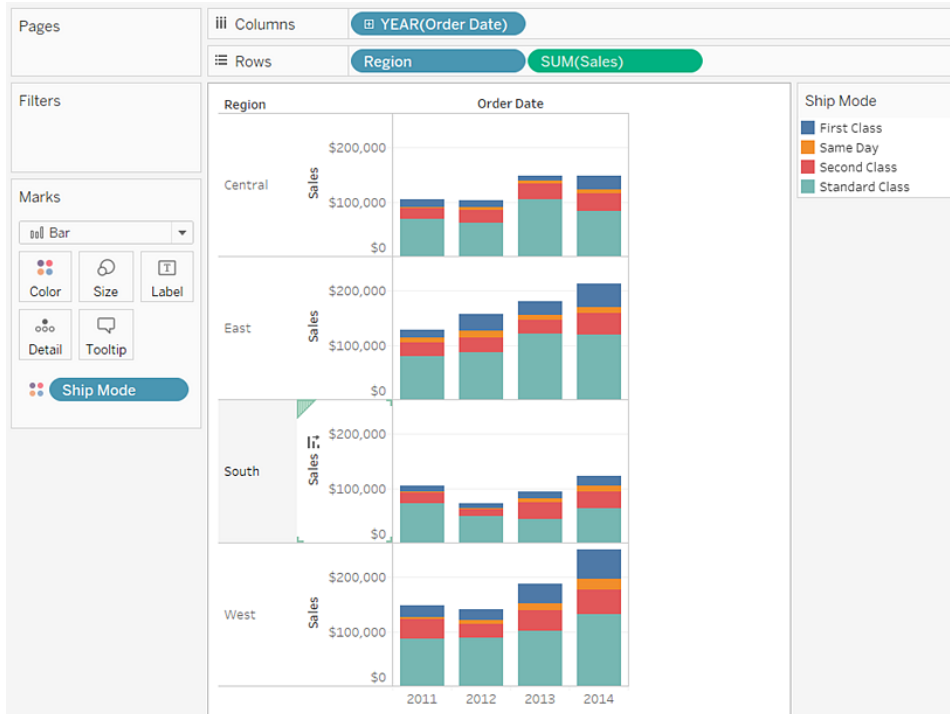 Pages
iii Columns
YEAR(Order Date)
Rows
Region
SUM(Sales)
Filters
Marks
Bar
Color
Size
Label
Detail
Tooltip
Ship Mode
Region
Order Date
Central
Sales
$200,000
$100,000
$0
East
Sales
$200,000
$100,000
$0
South
Sales
$200,000
$100,000
$0
West
Sales
$200,000
$100,000
$0
2011 2012 2013 2014
Ship Mode
First Class
Same Day
Second Class
Standard Class